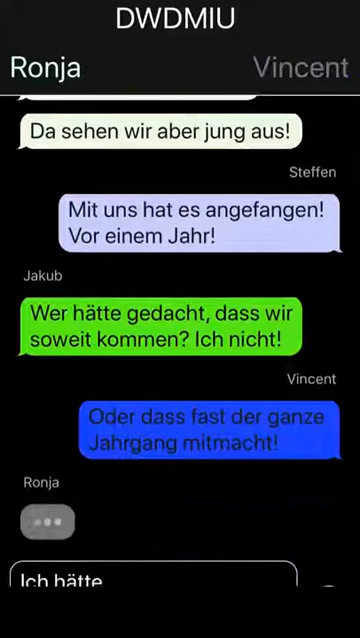 DWDMIU
Ronja
Vincent
Da sehen wir aber jung aus!
Steffen
Mit uns hat es angefangen!
Vor einem Jahr!
Jakub
Wer hätte gedacht, dass wir
soweit kommen? Ich nicht!
Vincent
Oder dass fast der ganze
Jahrgang mitmacht!
Ronja
Ich hätte